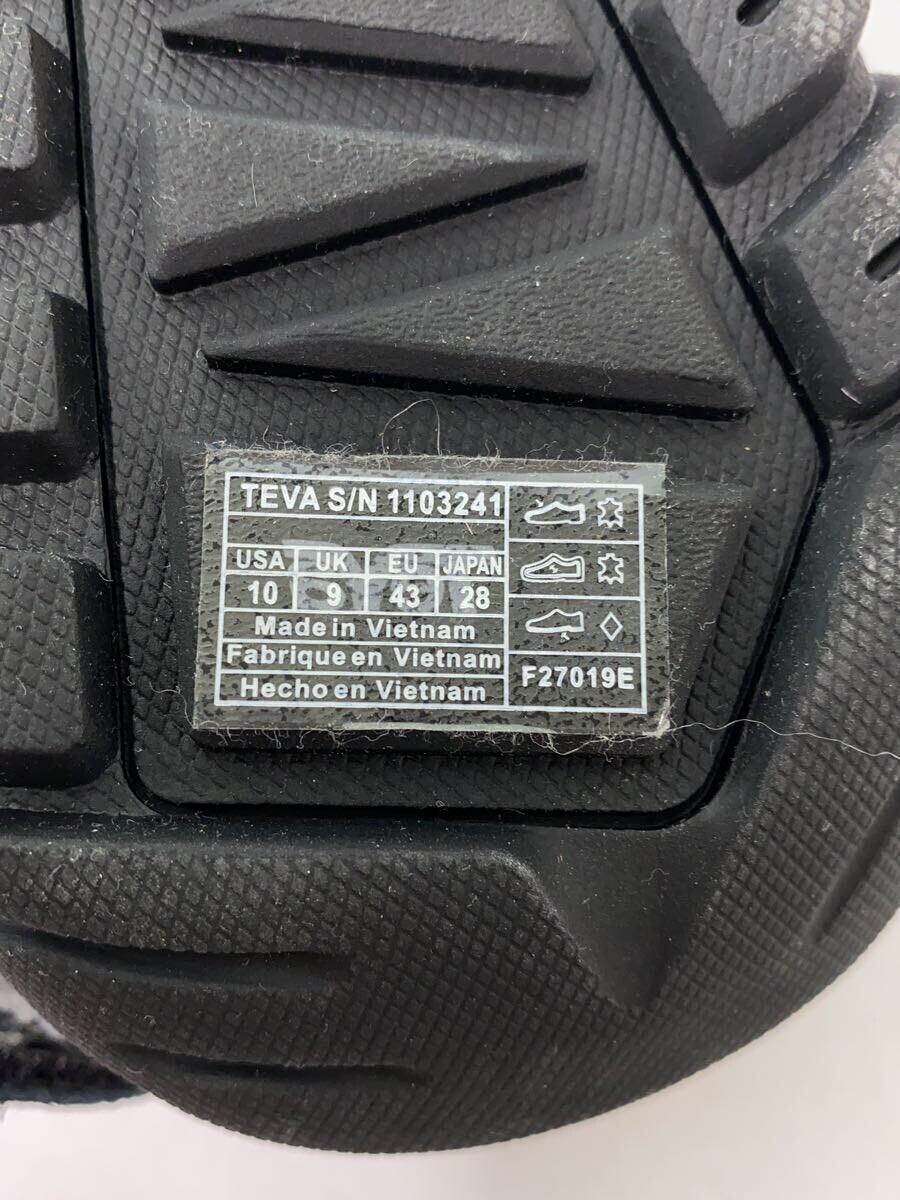 TEVA S/N 1103241
USA UK EU JAPAN
10 9 43 28
Made in Vietnam
Fabrique en Vietnam
Hecho en Vietnam
F27019E